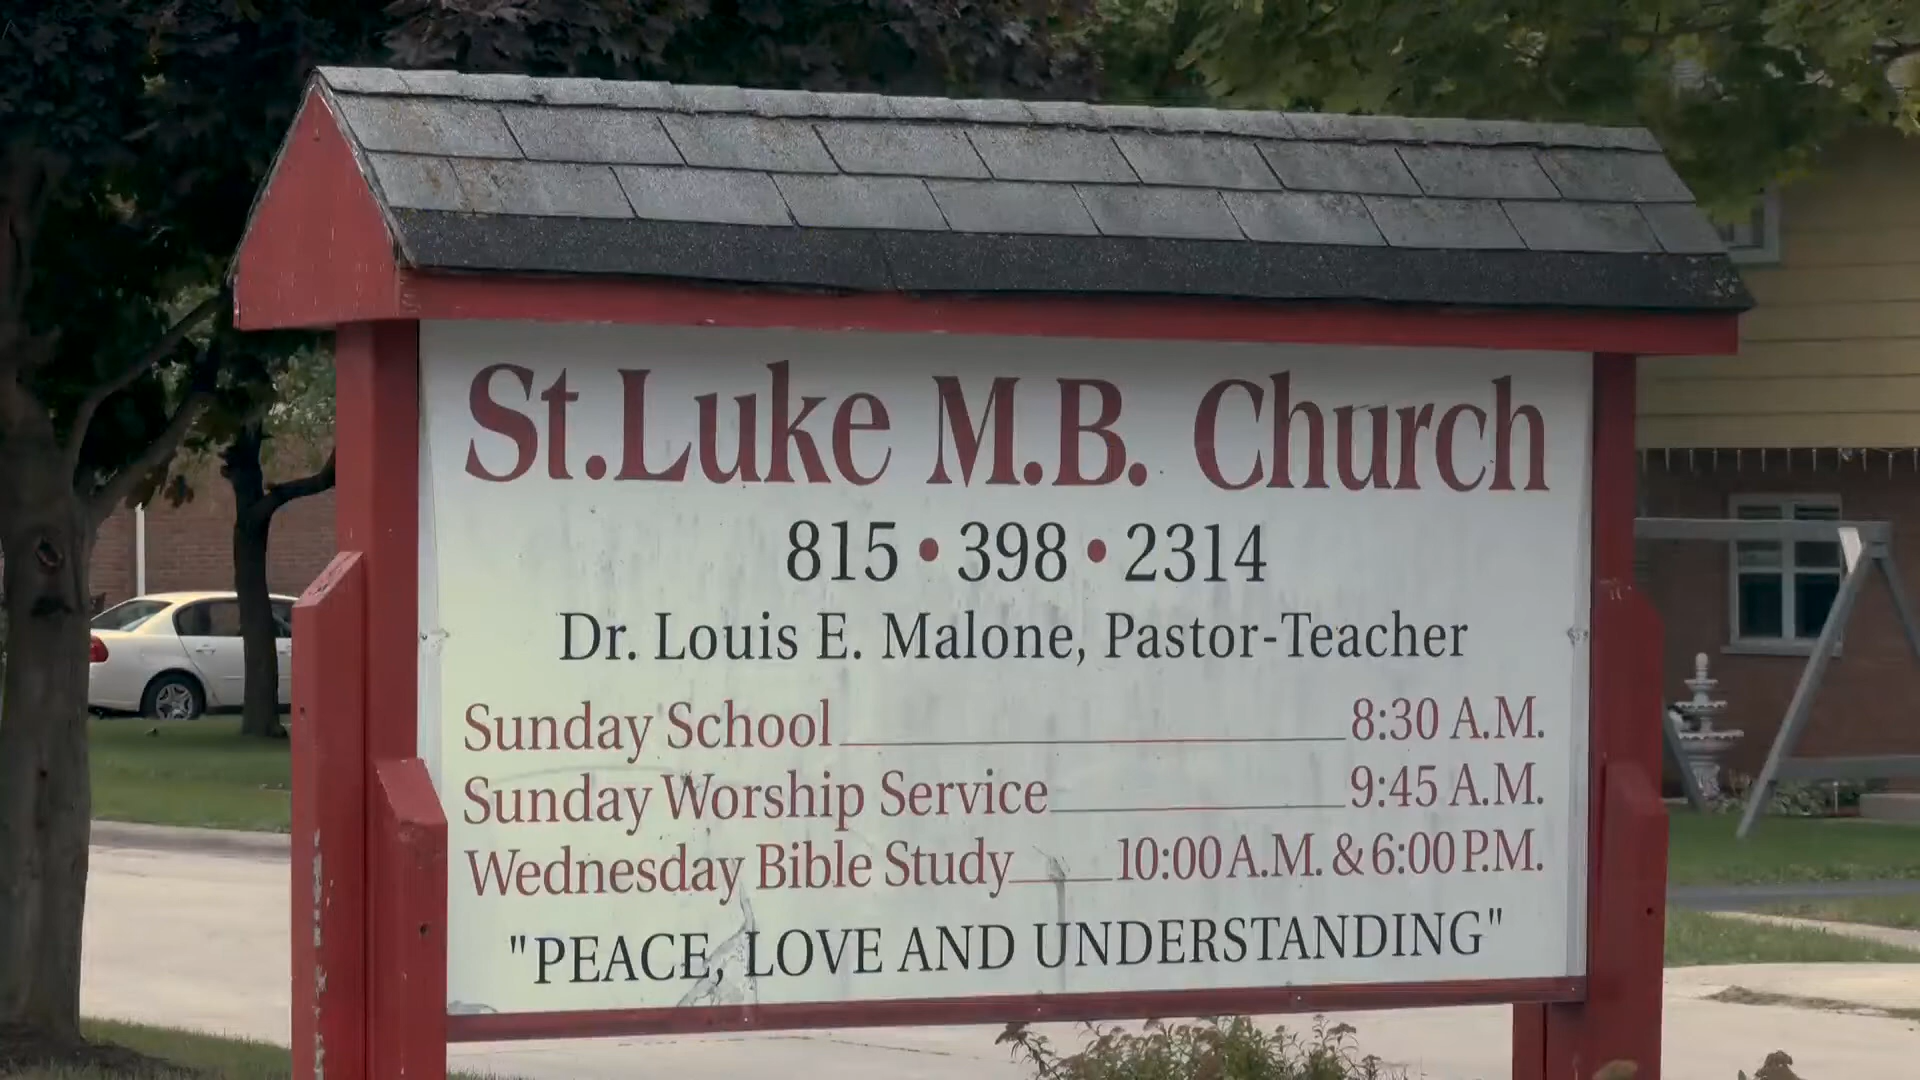 St.Luke M.B. Church
815•398•2314
Dr. Louis E. Malone, Pastor-Teacher
Sunday School 8:30 A.M.
Sunday Worship Service 9:45 A.M.
Wednesday Bible Study 10:00 A.M. & 6:00 P.M.
"PEACE, LOVE AND UNDERSTANDING"